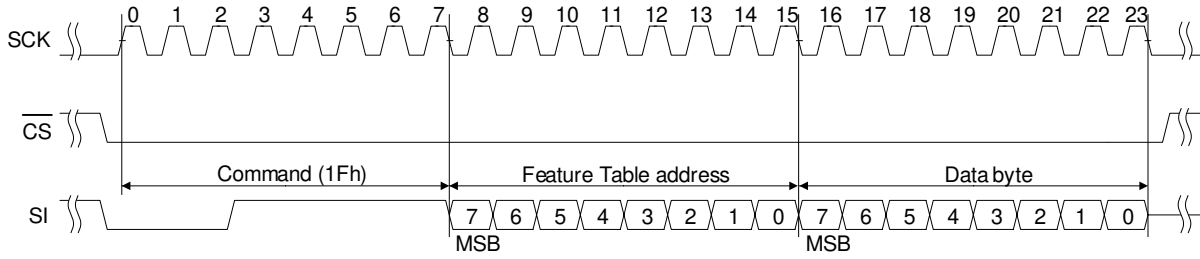 0 1 2 3 4 5 6 7 8 9 10 11 12 13 14 15 16 17 18 19 20 21 22 23
SCK
CS
Command (1Fh) Feature Table address Data byte
SI 7 6 5 4 3 2 1 0 7 6 5 4 3 2 1 0
MSB MSB